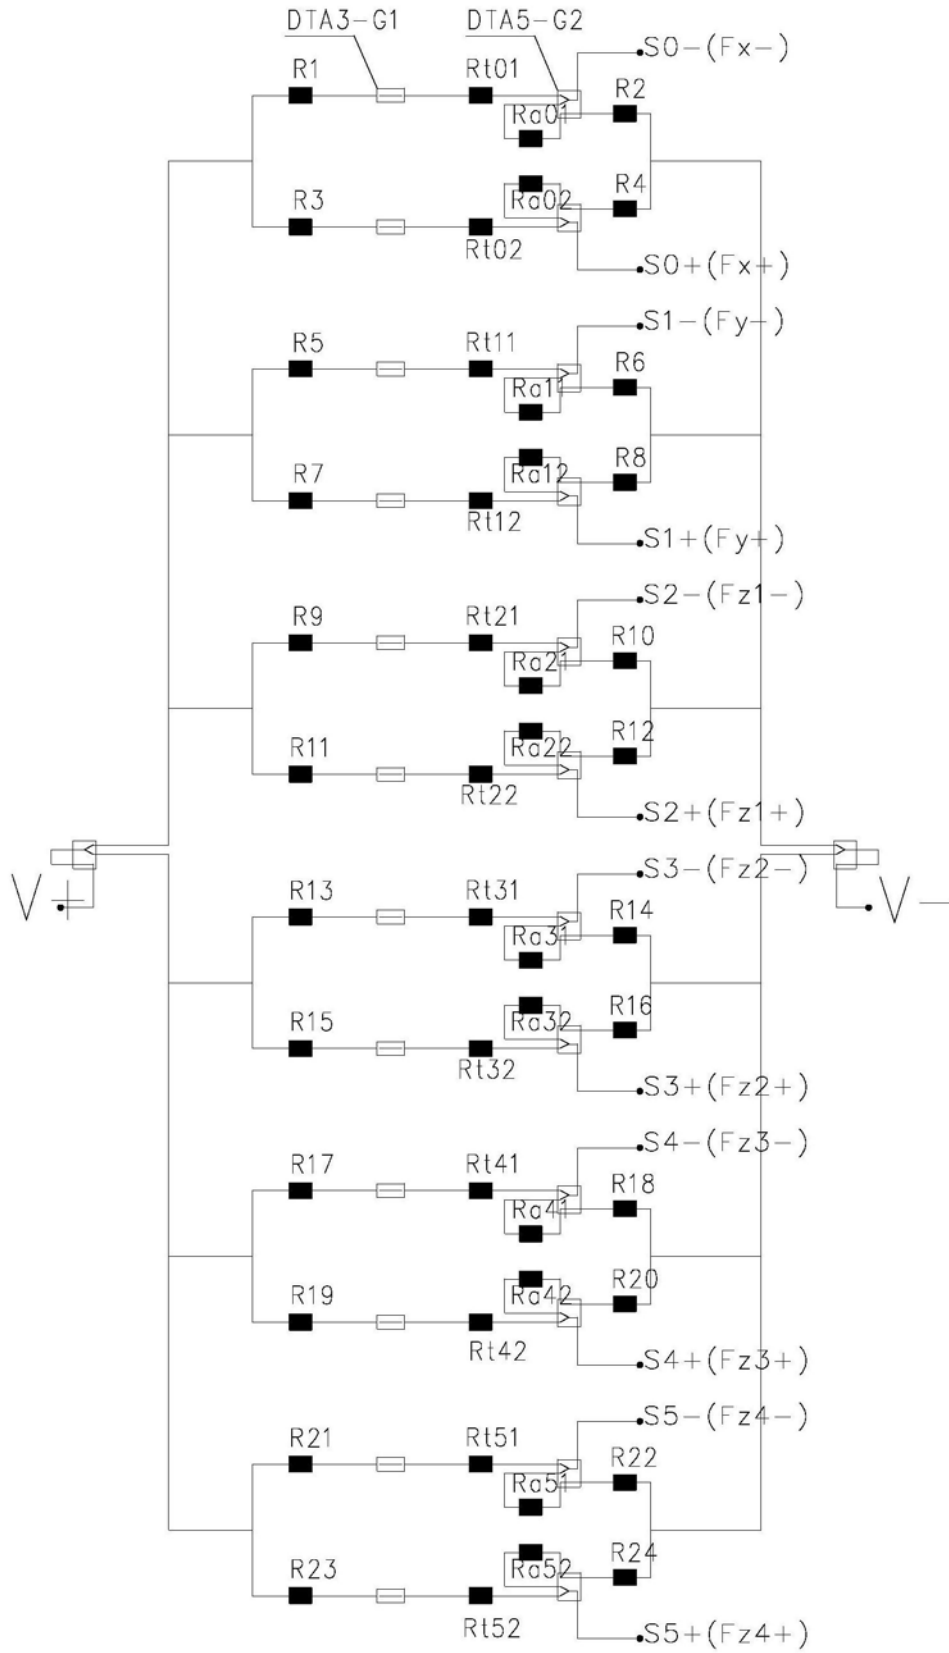 DTA3-G1 DTA5-G2
S0-(Fx-)
R1 Rt01 R2
Ra01
R3 Ra02 R4
Rt02
S0+(Fx+)
S1-(Fy-)
R5 Rt11 R6
Ra11
R7 Ra12 R8
Rt12
S1+(Fy+)
S2-(Fz1-)
R9 Rt21 R10
Ra21
R11 Ra22 R12
Rt22
S2+(Fz1+)
S3-(Fz2-)
V+ V-
R13 Rt31 R14
Ra31
R15 Ra32 R16
Rt32
S3+(Fz2+)
S4-(Fz3-)
R17 Rt41 R18
Ra41
R19 Ra42 R20
Rt42
S4+(Fz3+)
S5-(Fz4-)
R21 Rt51 R22
Ra51
R23 Ra52 R24
Rt52
S5+(Fz4+)